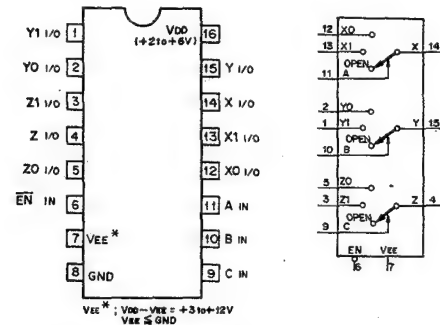 Y1 I/O 1
Y0 I/O 2
Z1 I/O 3
Z I/O 4
Z0 I/O 5
EN IN 6
7 VEE*
8 GND
VDD 16
(+2 to +6V)
15 Y I/O
14 X I/O
13 X1 I/O
12 X0 I/O
11 A IN
10 B IN
9 C IN
VEE* ; VDD-VEE = +3 to +12V
VEE ≦ GND
12 X0
13 X1
X 14
OPEN
11 A
2 Y0
1 Y1
Y 15
OPEN
10 B
5 Z0
3 Z1
Z 4
OPEN
9 C
EN VEE
6 7